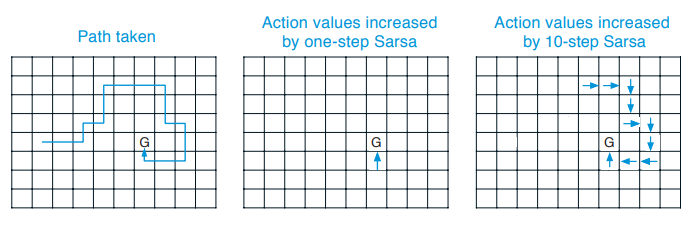 Path taken
Action values increased
by one-step Sarsa
Action values increased
by 10-step Sarsa
G
G
G